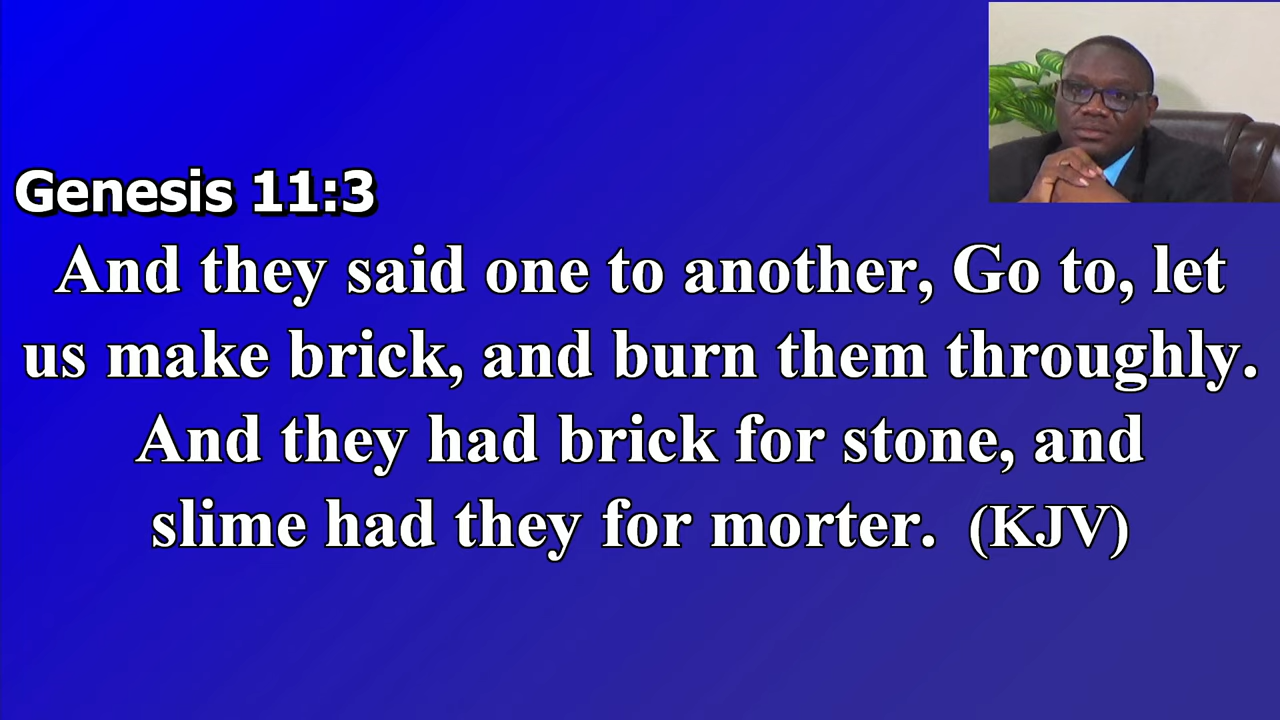 Genesis 11:3
And they said one to another, Go to, let
us make brick, and burn them throughly.
And they had brick for stone, and
slime had they for morter. (KJV)